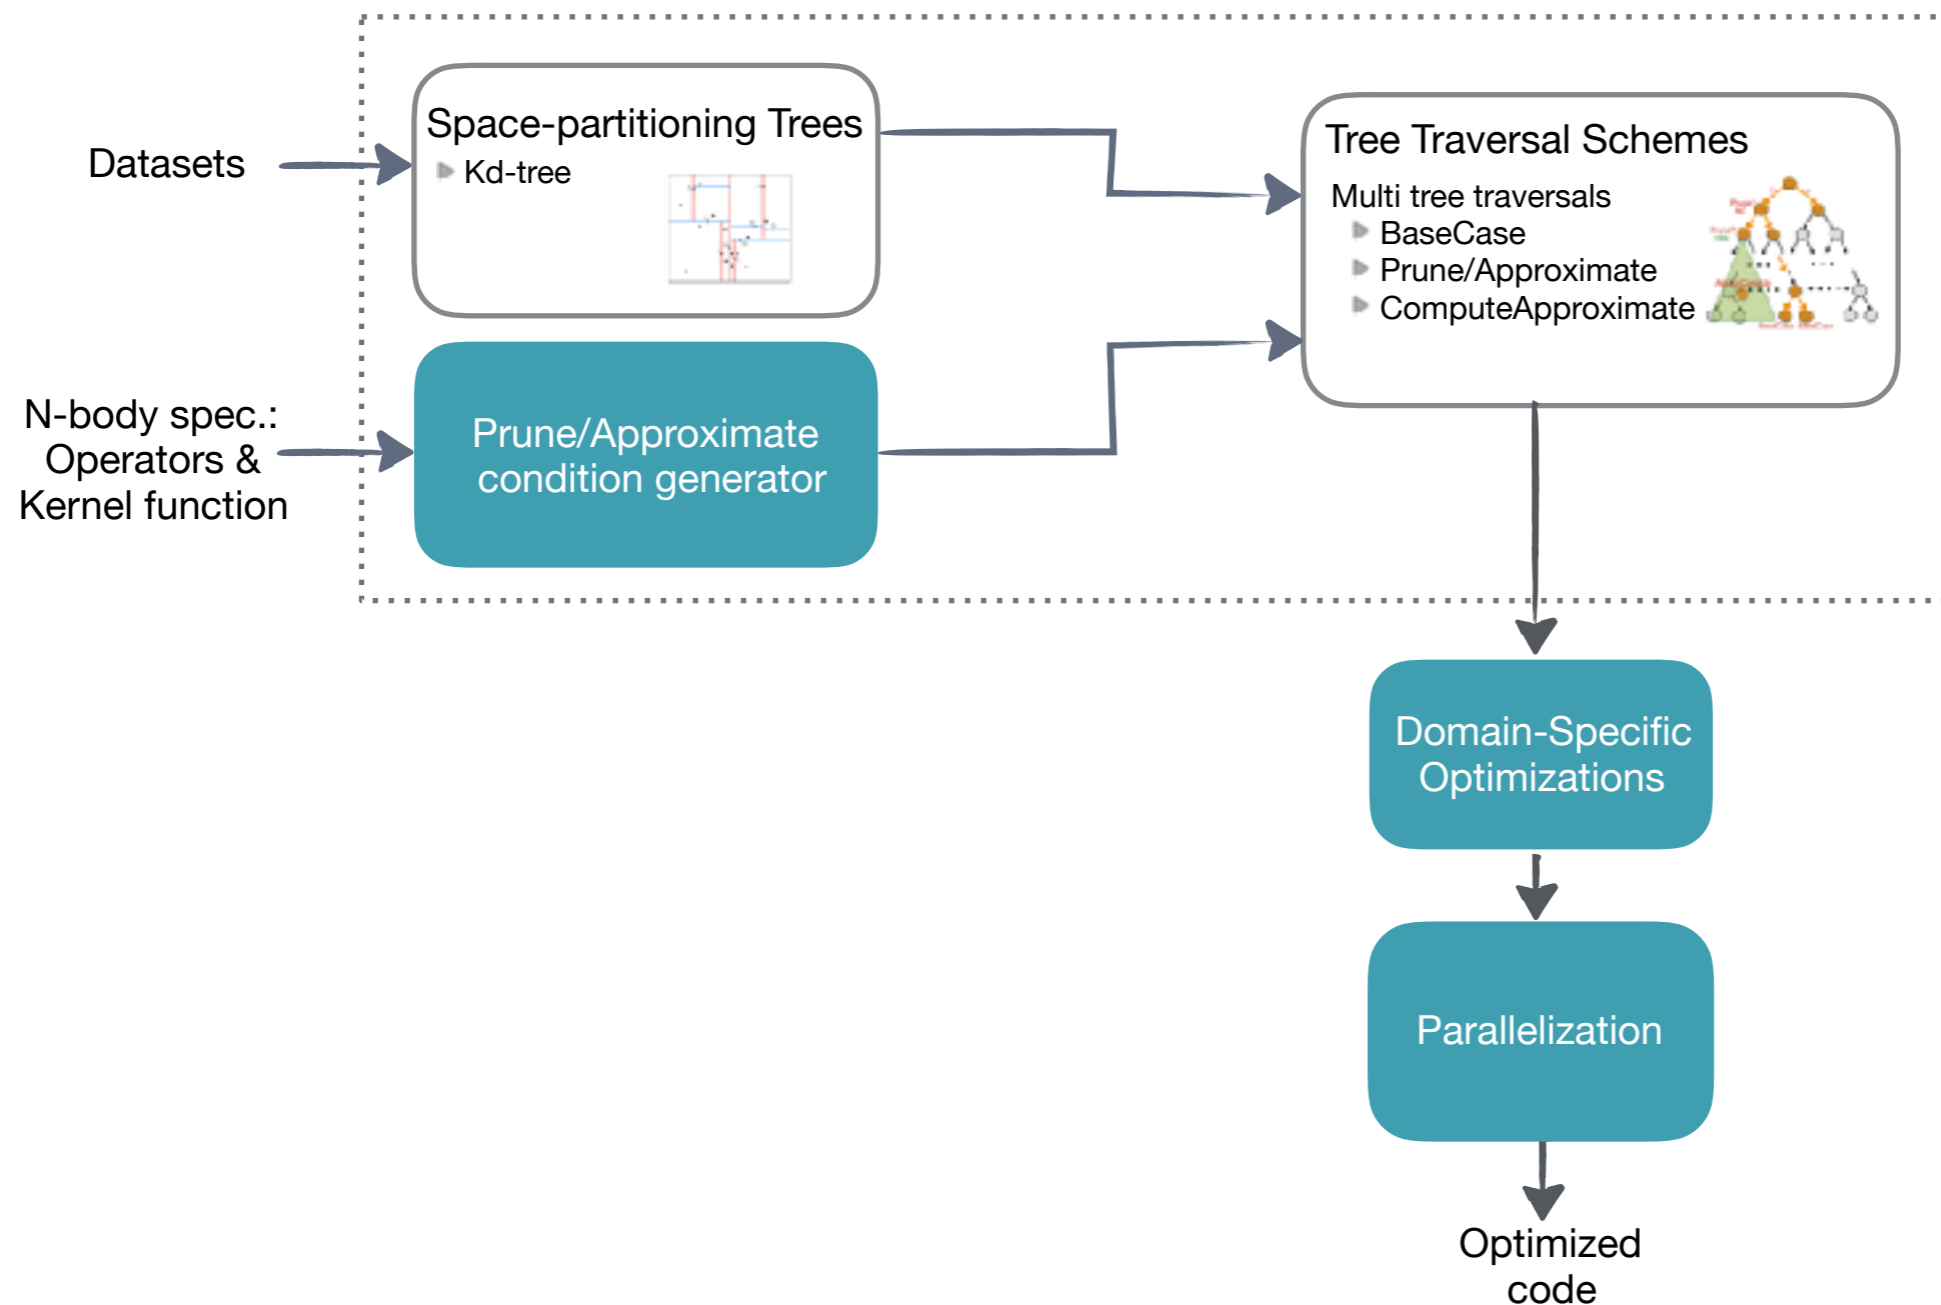 Datasets
Space-partitioning Trees
Kd-tree
N-body spec.:
Operators &
Kernel function
Prune/Approximate
condition generator
Tree Traversal Schemes
Multi tree traversals
BaseCase
Prune/Approximate
ComputeApproximate
Domain-Specific
Optimizations
Parallelization
Optimized
code